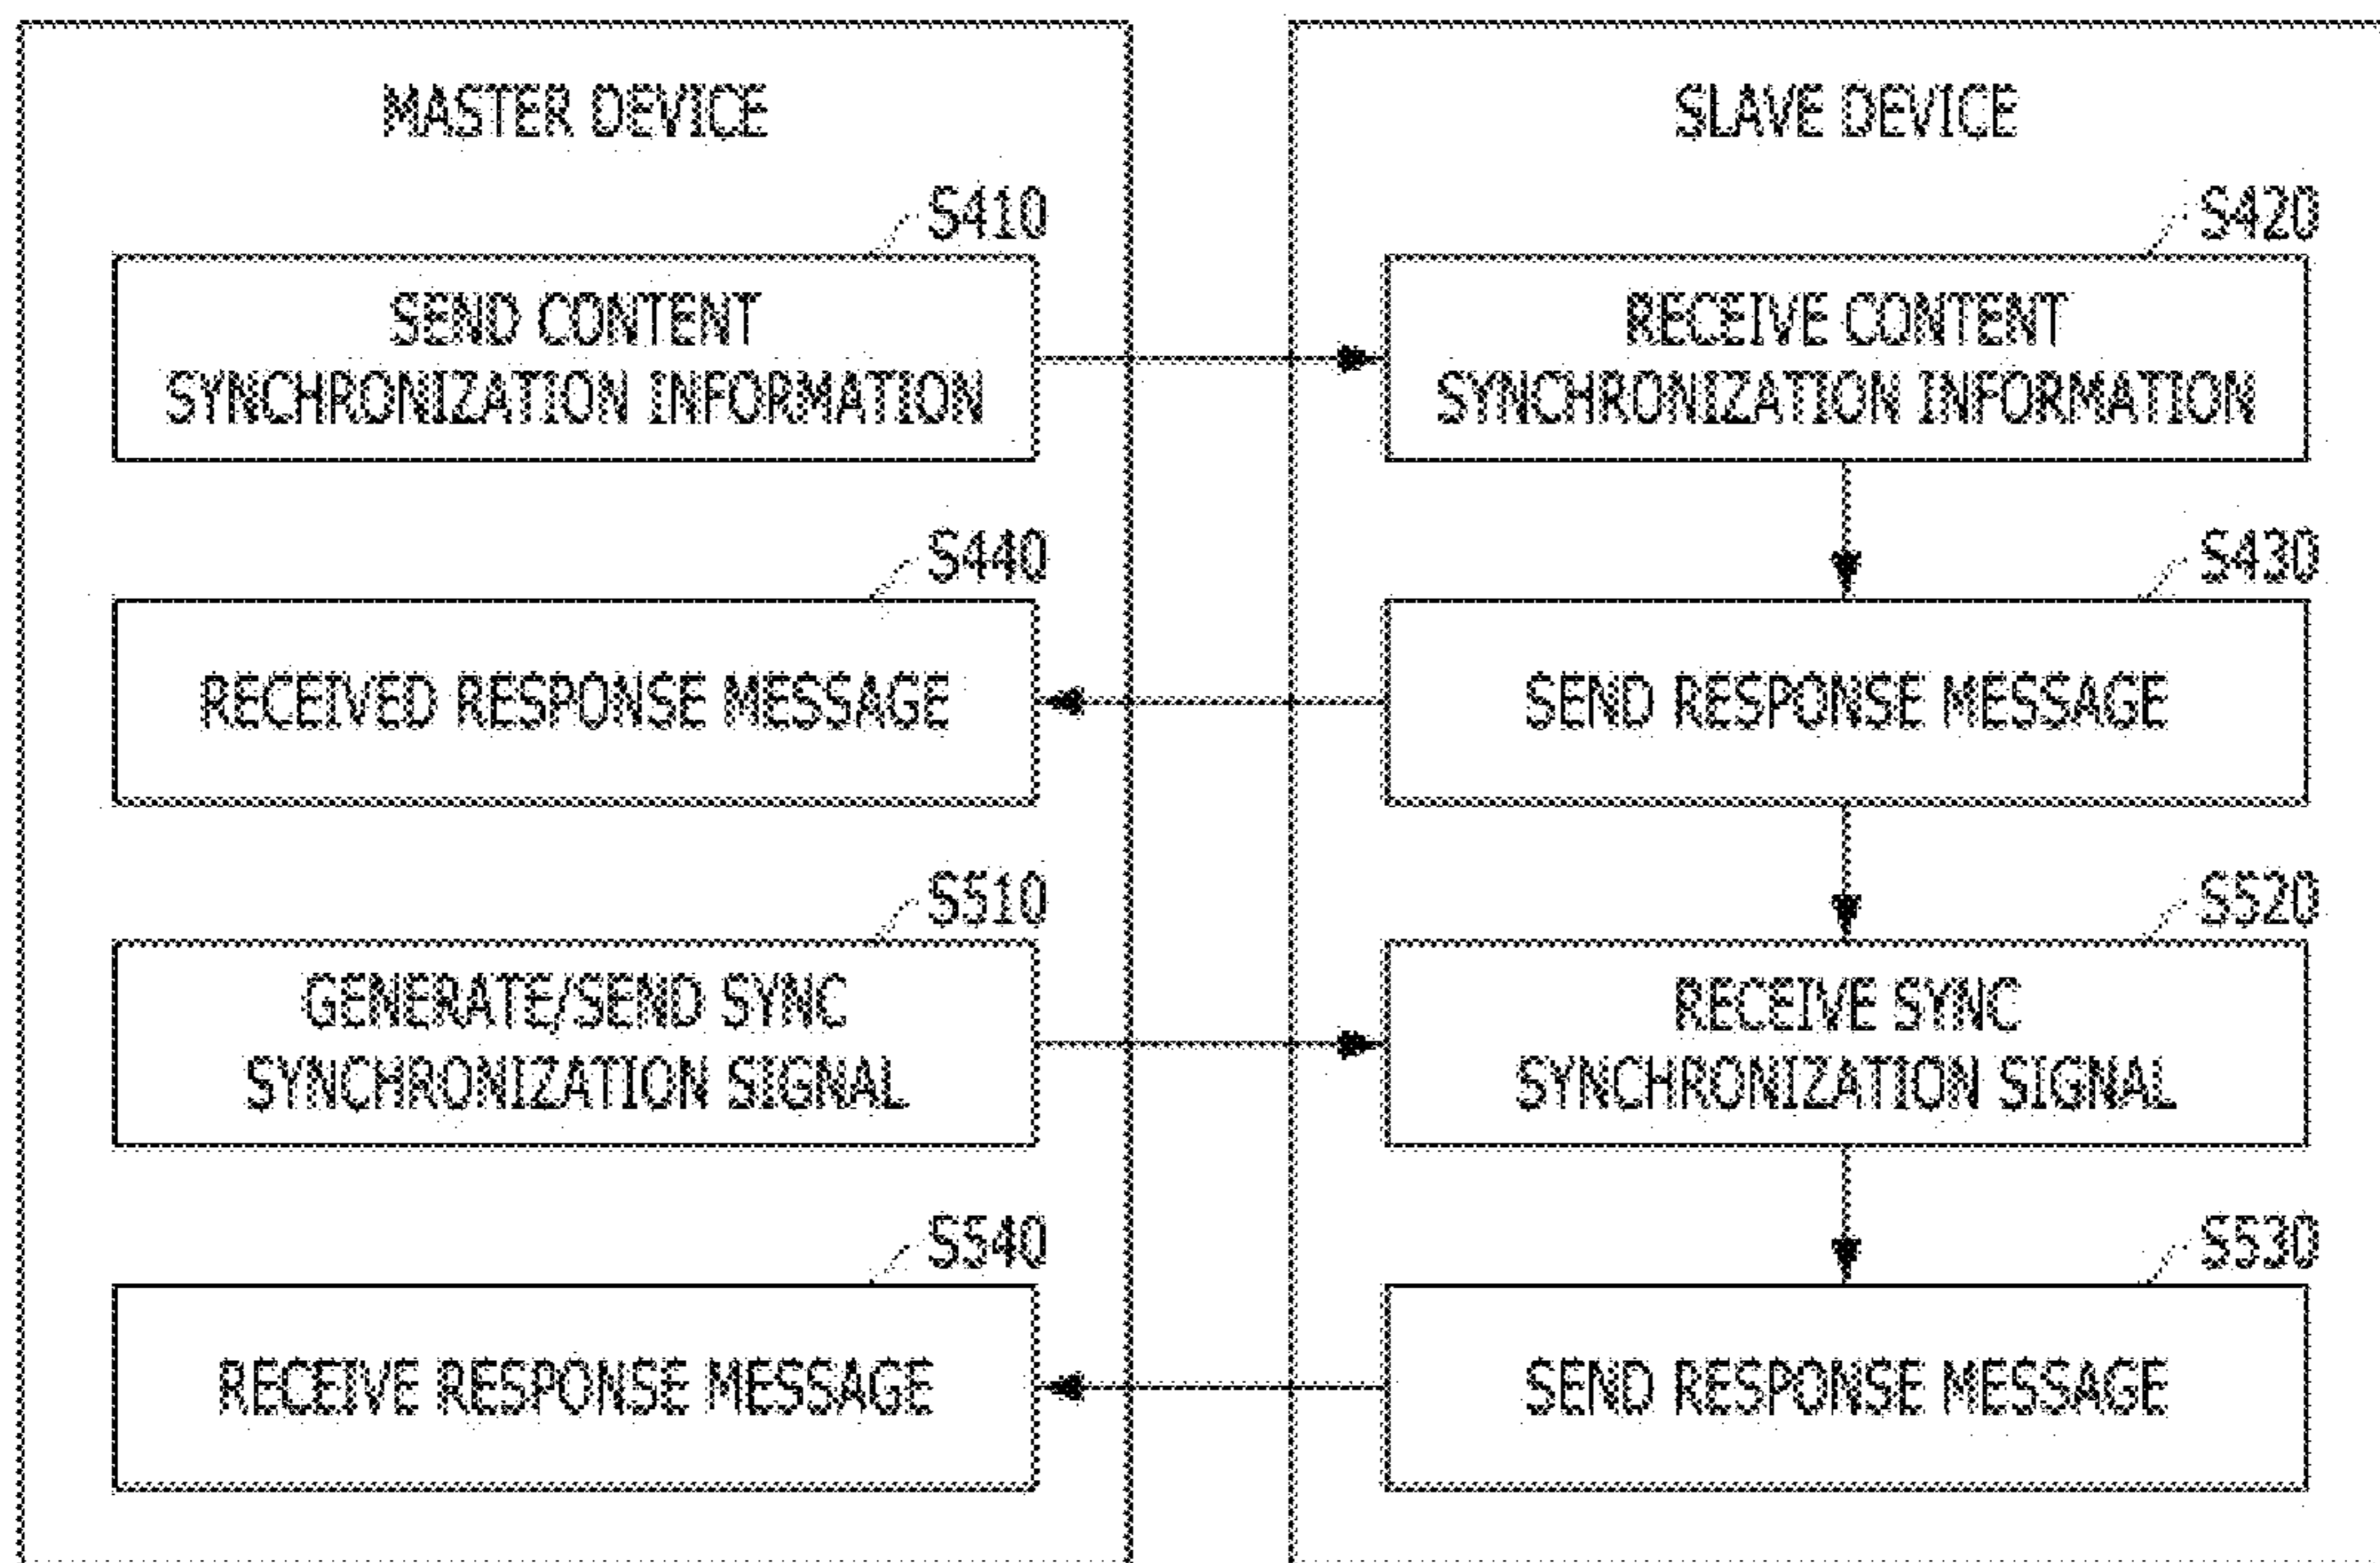 MASTER DEVICE
SLAVE DEVICE
S410
SEND CONTENT
SYNCHRONIZATION INFORMATION
S420
RECEIVE CONTENT
SYNCHRONIZATION INFORMATION
S440
RECEIVED RESPONSE MESSAGE
S430
SEND RESPONSE MESSAGE
S510
GENERATE/SEND SYNC
SYNCHRONIZATION SIGNAL
S520
RECEIVE SYNC
SYNCHRONIZATION SIGNAL
S540
RECEIVE RESPONSE MESSAGE
S530
SEND RESPONSE MESSAGE